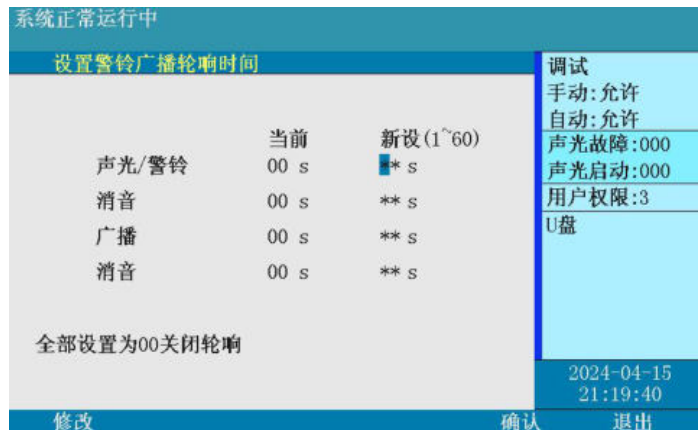 系统正常运行中
设置警铃广播轮响时间
当前 新设(1~60)
声光/警铃 00 s ** s
消音 00 s ** s
广播 00 s ** s
消音 00 s ** s
全部设置为00关闭轮响
调试
手动:允许
自动:允许
声光故障:000
声光启动:000
用户权限:3
U盘
2024-04-15
21:19:40
修改 确认 退出